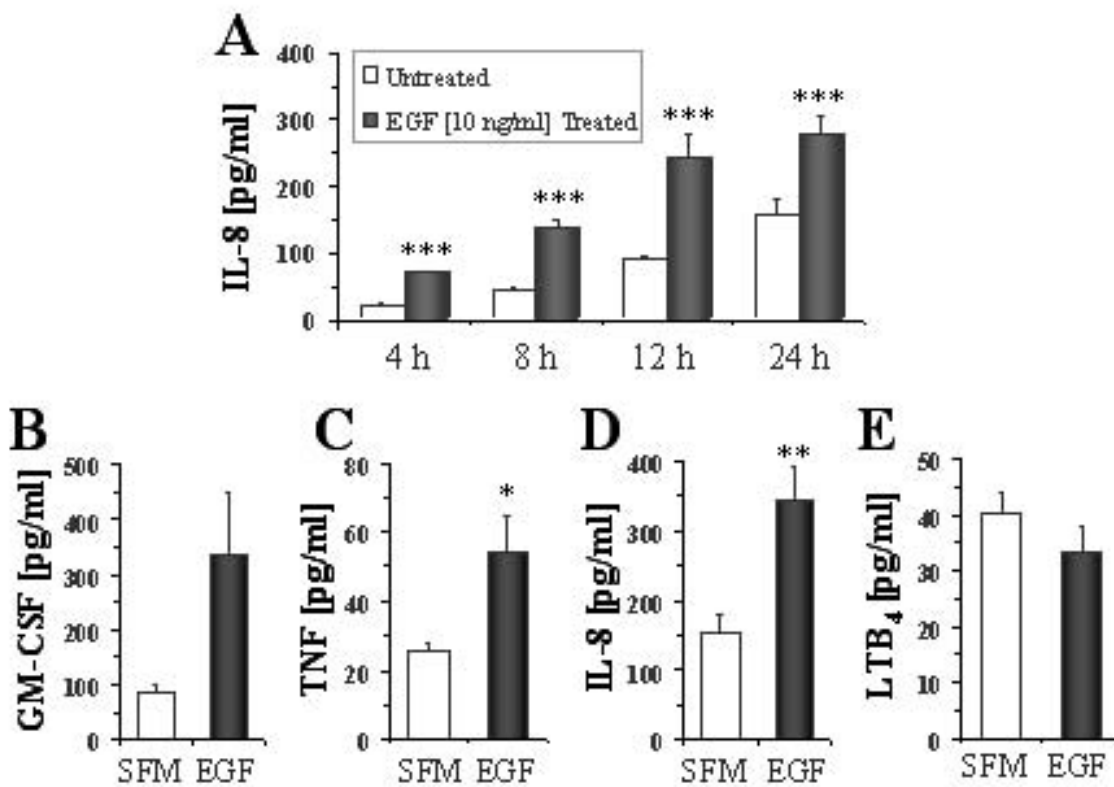 A
IL-8 [pg/ml]
400
300
200
100
0
Untreated
EGF [10 ng/ml] Treated
*** *** *** ***
4 h 8 h 12 h 24 h
B
GM-CSF [pg/ml]
500
400
300
200
100
0
SFM EGF
C
TNF [pg/ml]
80
60
40
20
0
*
SFM EGF
D
IL-8 [pg/ml]
400
300
200
100
0
**
SFM EGF
E
LTB4 [pg/ml]
50
40
30
20
10
0
SFM EGF